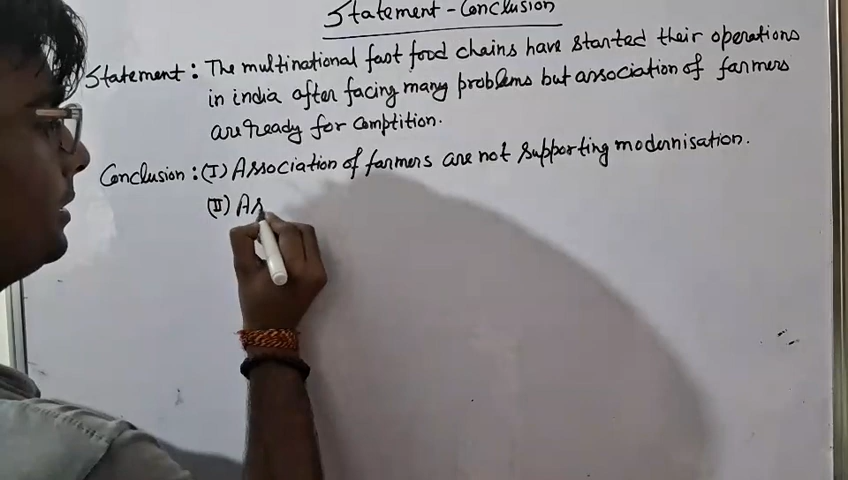 Statement - Conclusion
Statement : The multinational fast food chains have started their operations
in india after facing many problems but association of farmers
are ready for comptition.
Conclusion : (I) Association of farmers are not supporting modernisation.
(II) As